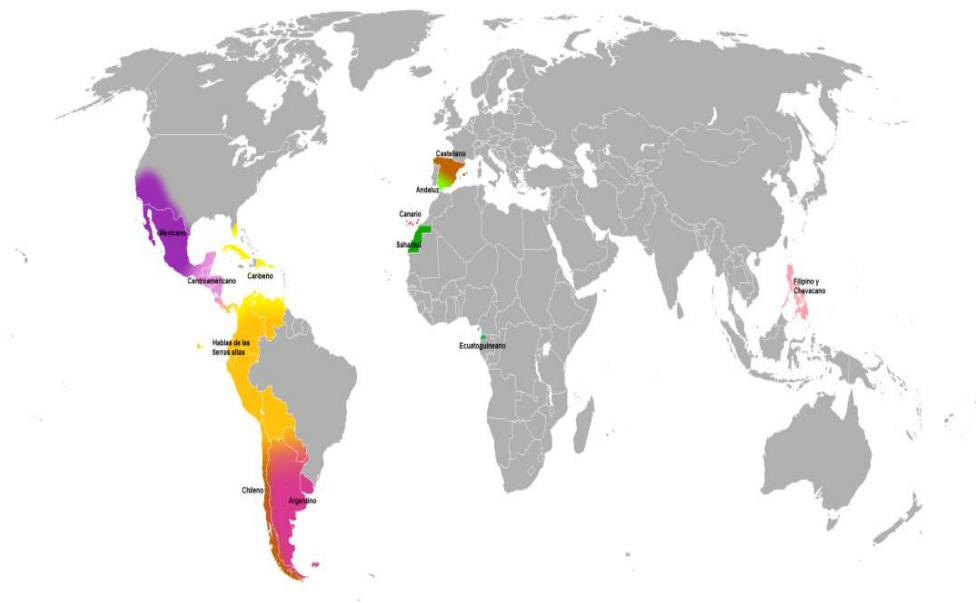 Castellano
Andaluz
Canario
Saharaui
Mexicano
Caribeño
Centroamericano
Filipino y
Chavacano
Hablas de las
tierras altas
Ecuatoguineano
Chileno
Argentino